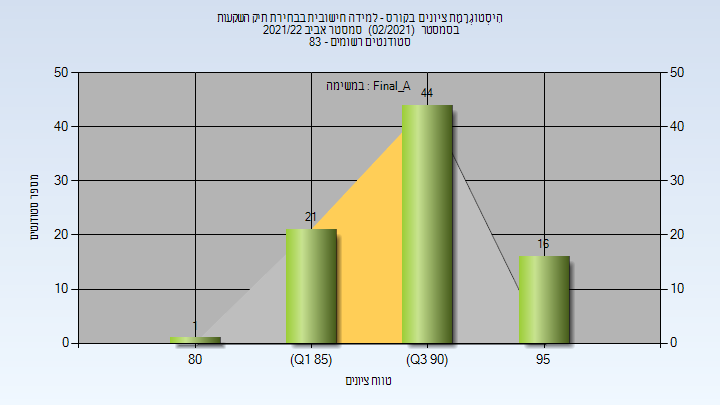 היסטוגרמת ציונים בקורס - למידה חישובית בבחירת תיק השקעות
בסמסטר (02/2021) סמסטר אביב 2021/22
סטודנטים רשומים - 83
במשימה : Final_A
50 50
44
40 40
מספר סטודנטים
30 30
21
20 20
16
10 10
1
0 0
80 (Q1 85) (Q3 90) 95
טווח ציונים